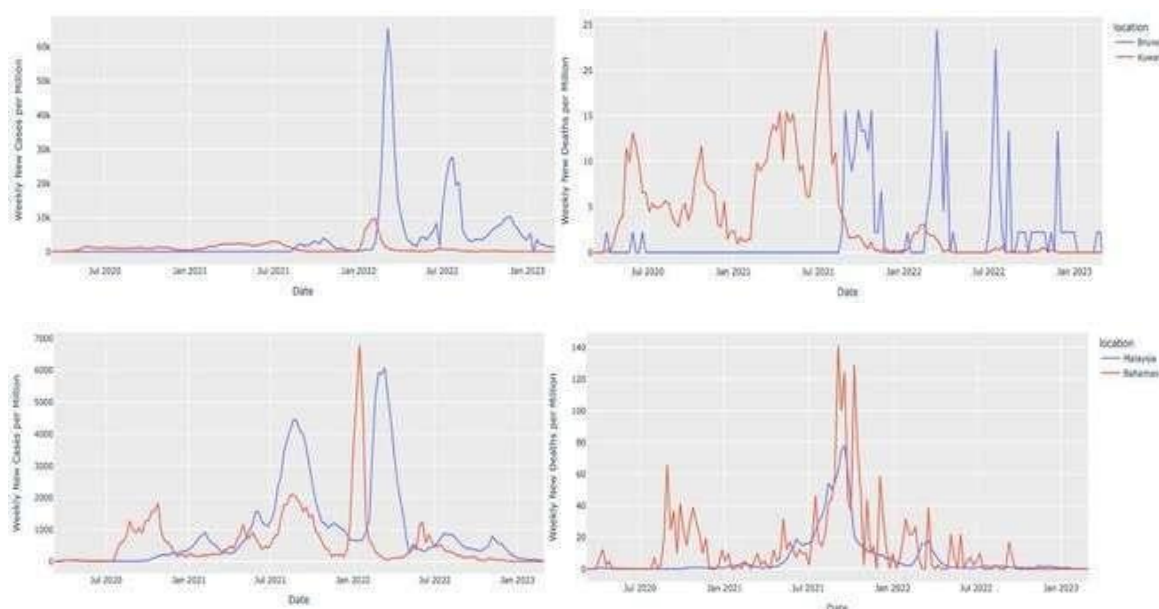 Weekly New Cases per Million
60k
50k
40k
30k
20k
10k
0
Jul 2020 Jan 2021 Jul 2021 Jan 2022 Jul 2022 Jan 2023
Date
Weekly New Deaths per Million
25
20
15
10
5
0
Jul 2020 Jan 2021 Jul 2021 Jan 2022 Jul 2022 Jan 2023
Date
location
Brune
Kuwa
Weekly New Cases per Million
7000
6000
5000
4000
3000
2000
1000
0
Jul 2020 Jan 2021 Jul 2021 Jan 2022 Jul 2022 Jan 2023
Date
Weekly New Deaths per Million
140
120
100
80
60
40
20
0
Jul 2020 Jan 2021 Jul 2021 Jan 2022 Jul 2022 Jan 2023
Date
location
Malaysia
Bahamas